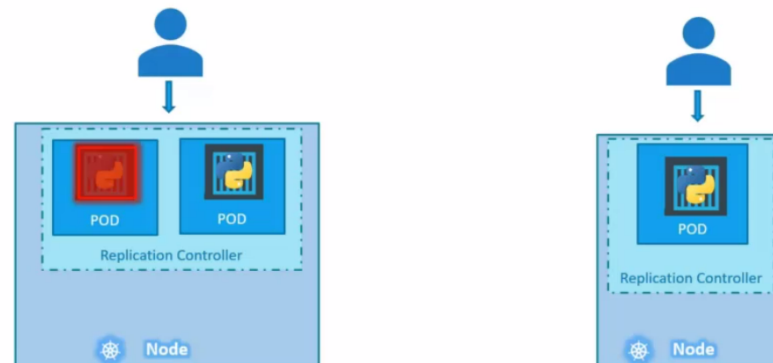 POD
POD
Replication Controller
Node
POD
Replication Controller
Node